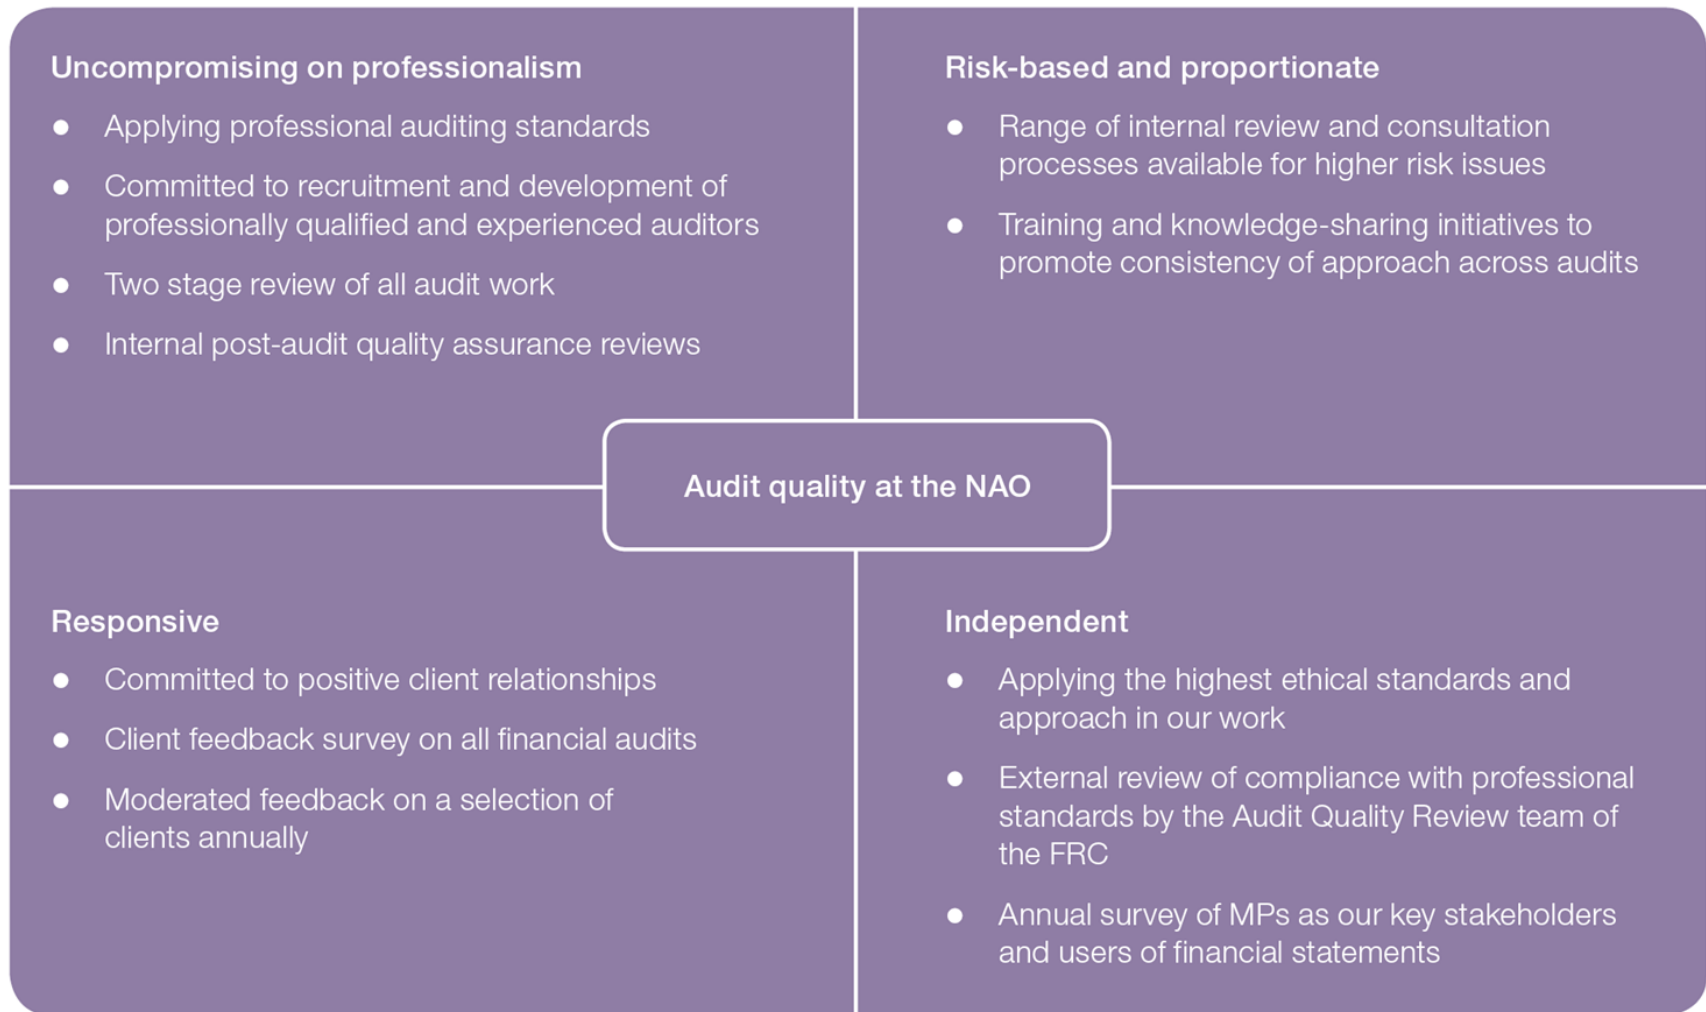 Uncompromising on professionalism
● Applying professional auditing standards
● Committed to recruitment and development of
professionally qualified and experienced auditors
● Two stage review of all audit work
● Internal post-audit quality assurance reviews
Risk-based and proportionate
● Range of internal review and consultation
processes available for higher risk issues
● Training and knowledge-sharing initiatives to
promote consistency of approach across audits
Audit quality at the NAO
Responsive
● Committed to positive client relationships
● Client feedback survey on all financial audits
● Moderated feedback on a selection of
clients annually
Independent
● Applying the highest ethical standards and
approach in our work
● External review of compliance with professional
standards by the Audit Quality Review team of
the FRC
● Annual survey of MPs as our key stakeholders
and users of financial statements